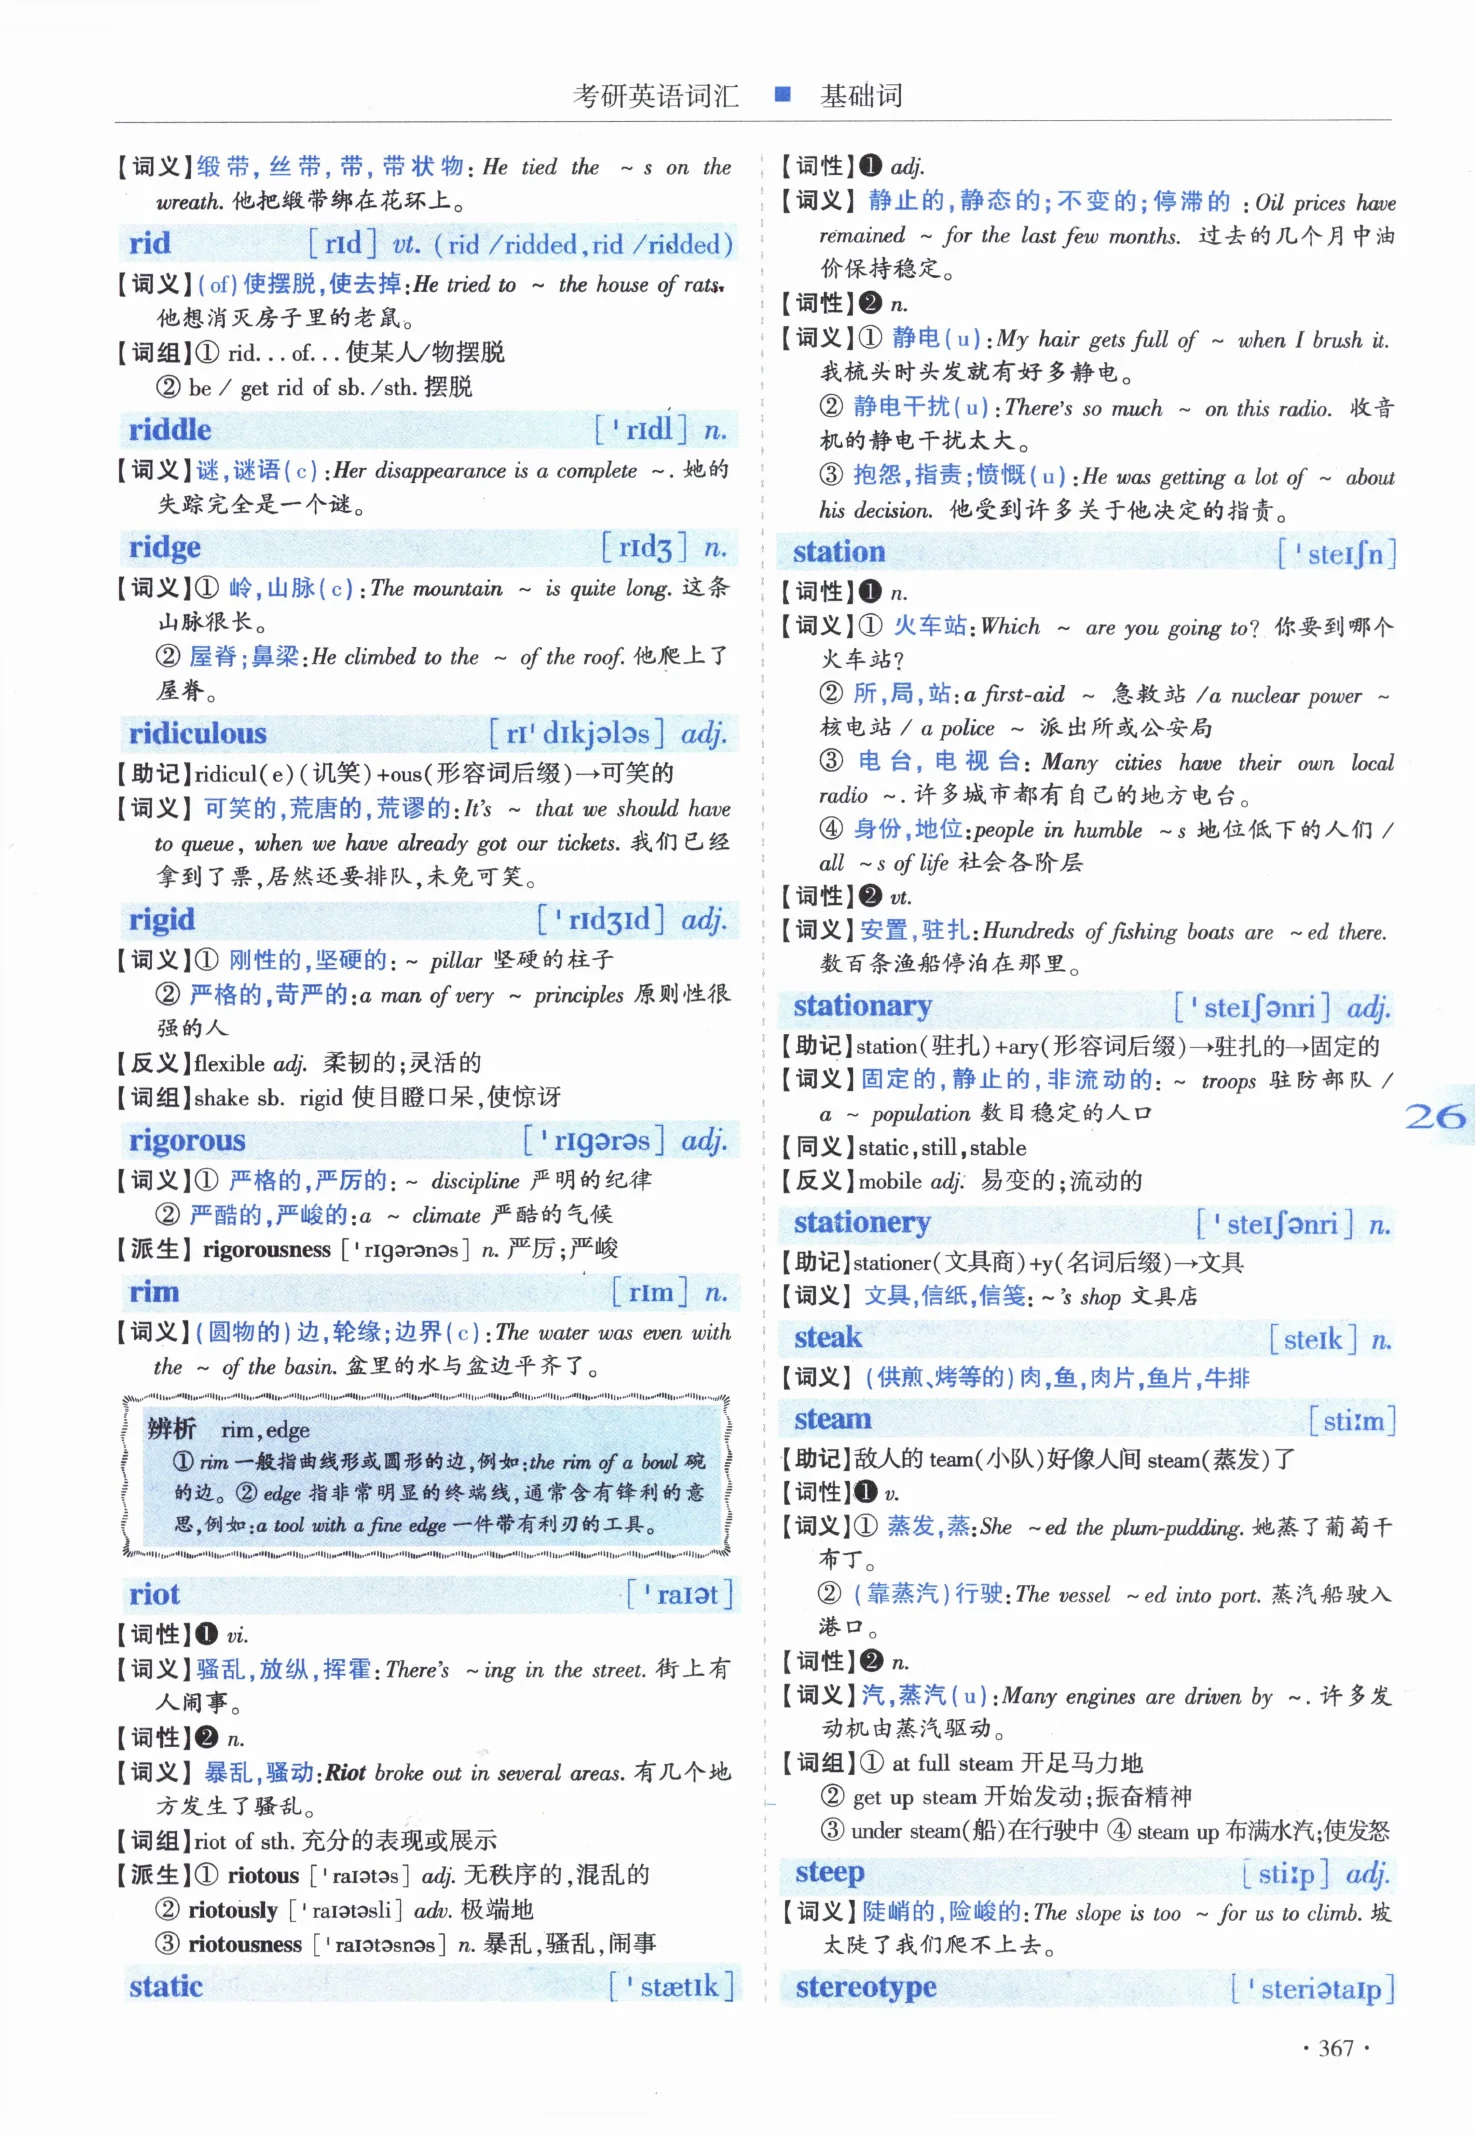 考研英语词汇 ■ 基础词
【词义】缎带,丝带,带,带状物:He tied the ~s on the
wreath. 他把缎带绑在花环上。
rid [rɪd] vt. (rid /ridded,rid /ridded)
【词义】(of)使摆脱,使去掉:He tried to ~ the house of rats.
他想消灭房子里的老鼠。
【词组】① rid...of...使某人/物摆脱
② be / get rid of sb./sth. 摆脱
riddle [ˈrɪdl] n.
【词义】谜,谜语(c):Her disappearance is a complete ~. 她的
失踪完全是一个谜。
ridge [rɪdʒ] n.
【词义】① 岭,山脉(c):The mountain ~ is quite long. 这条
山脉很长。
② 屋脊;鼻梁:He climbed to the ~ of the roof. 他爬上了
屋脊。
ridiculous [rɪˈdɪkjələs] adj.
【助记】ridicul(e)(讥笑)+ous(形容词后缀)→可笑的
【词义】可笑的,荒唐的,荒谬的:It's ~ that we should have
to queue, when we have already got our tickets. 我们已经
拿到了票,居然还要排队,未免可笑。
rigid [ˈrɪdʒɪd] adj.
【词义】① 刚性的,坚硬的:~ pillar 坚硬的柱子
② 严格的,苛严的:a man of very ~ principles 原则性很
强的人
【反义】flexible adj. 柔韧的;灵活的
【词组】shake sb. rigid 使目瞪口呆,使惊讶
rigorous [ˈrɪɡərəs] adj.
【词义】① 严格的,严厉的:~ discipline 严明的纪律
② 严酷的,严峻的:a ~ climate 严酷的气候
【派生】rigorousness [ˈrɪɡərənəs] n. 严厉;严峻
rim [rɪm] n.
【词义】(圆物的)边,轮缘;边界(c):The water was even with
the ~ of the basin. 盆里的水与盆边平齐了。
辨析 rim,edge
① rim 一般指曲线形或圆形的边,例如:the rim of a bowl 碗
的边。② edge 指非常明显的终端线,通常含有锋利的意
思,例如:a tool with a fine edge 一件带有利刃的工具。
riot [ˈraɪət]
【词性】❶ vi.
【词义】骚乱,放纵,挥霍:There's ~ing in the street. 街上有
人闹事。
【词性】❷ n.
【词义】暴乱,骚动:Riot broke out in several areas. 有几个地
方发生了骚乱。
【词组】riot of sth. 充分的表现或展示
【派生】① riotous [ˈraɪətəs] adj. 无秩序的,混乱的
② riotously [ˈraɪətəsli] adv. 极端地
③ riotousness [ˈraɪətəsnəs] n. 暴乱,骚乱,闹事
static [ˈstætɪk]
【词性】❶ adj.
【词义】静止的,静态的;不变的;停滞的:Oil prices have
remained ~ for the last few months. 过去的几个月中油
价保持稳定。
【词性】❷ n.
【词义】① 静电(u):My hair gets full of ~ when I brush it.
我梳头时头发就有好多静电。
② 静电干扰(u):There's so much ~ on this radio. 收音
机的静电干扰太大。
③ 抱怨,指责;愤慨(u):He was getting a lot of ~ about
his decision. 他受到许多关于他决定的指责。
station [ˈsteɪʃn]
【词性】❶ n.
【词义】① 火车站:Which ~ are you going to? 你要到哪个
火车站?
② 所,局,站:a first-aid ~ 急救站 /a nuclear power ~
核电站 / a police ~ 派出所或公安局
③ 电台,电视台:Many cities have their own local
radio ~. 许多城市都有自己的地方电台。
④ 身份,地位:people in humble ~s 地位低下的人们 /
all ~s of life 社会各阶层
【词性】❷ vt.
【词义】安置,驻扎:Hundreds of fishing boats are ~ed there.
数百条渔船停泊在那里。
stationary [ˈsteɪʃənri] adj.
【助记】station(驻扎)+ary(形容词后缀)→驻扎的→固定的
【词义】固定的,静止的,非流动的:~ troops 驻防部队 /
a ~ population 数目稳定的人口
【同义】static,still,stable
【反义】mobile adj. 易变的;流动的
26
stationery [ˈsteɪʃənri] n.
【助记】stationer(文具商)+y(名词后缀)→文具
【词义】文具,信纸,信笺:~'s shop 文具店
steak [steɪk] n.
【词义】(供煎、烤等的)肉,鱼,肉片,鱼片,牛排
steam [stiːm]
【助记】敌人的 team(小队)好像人间 steam(蒸发)了
【词性】❶ v.
【词义】① 蒸发,蒸:She ~ed the plum-pudding. 她蒸了葡萄干
布丁。
② (靠蒸汽)行驶:The vessel ~ed into port. 蒸汽船驶入
港口。
【词性】❷ n.
【词义】汽,蒸汽(u):Many engines are driven by ~. 许多发
动机由蒸汽驱动。
【词组】① at full steam 开足马力地
② get up steam 开始发动;振奋精神
③ under steam(船)在行驶中 ④ steam up 布满水汽;使发怒
steep [stiːp] adj.
【词义】陡峭的,险峻的:The slope is too ~ for us to climb. 坡
太陡了我们爬不上去。
stereotype [ˈsteriətaɪp]
· 367 ·